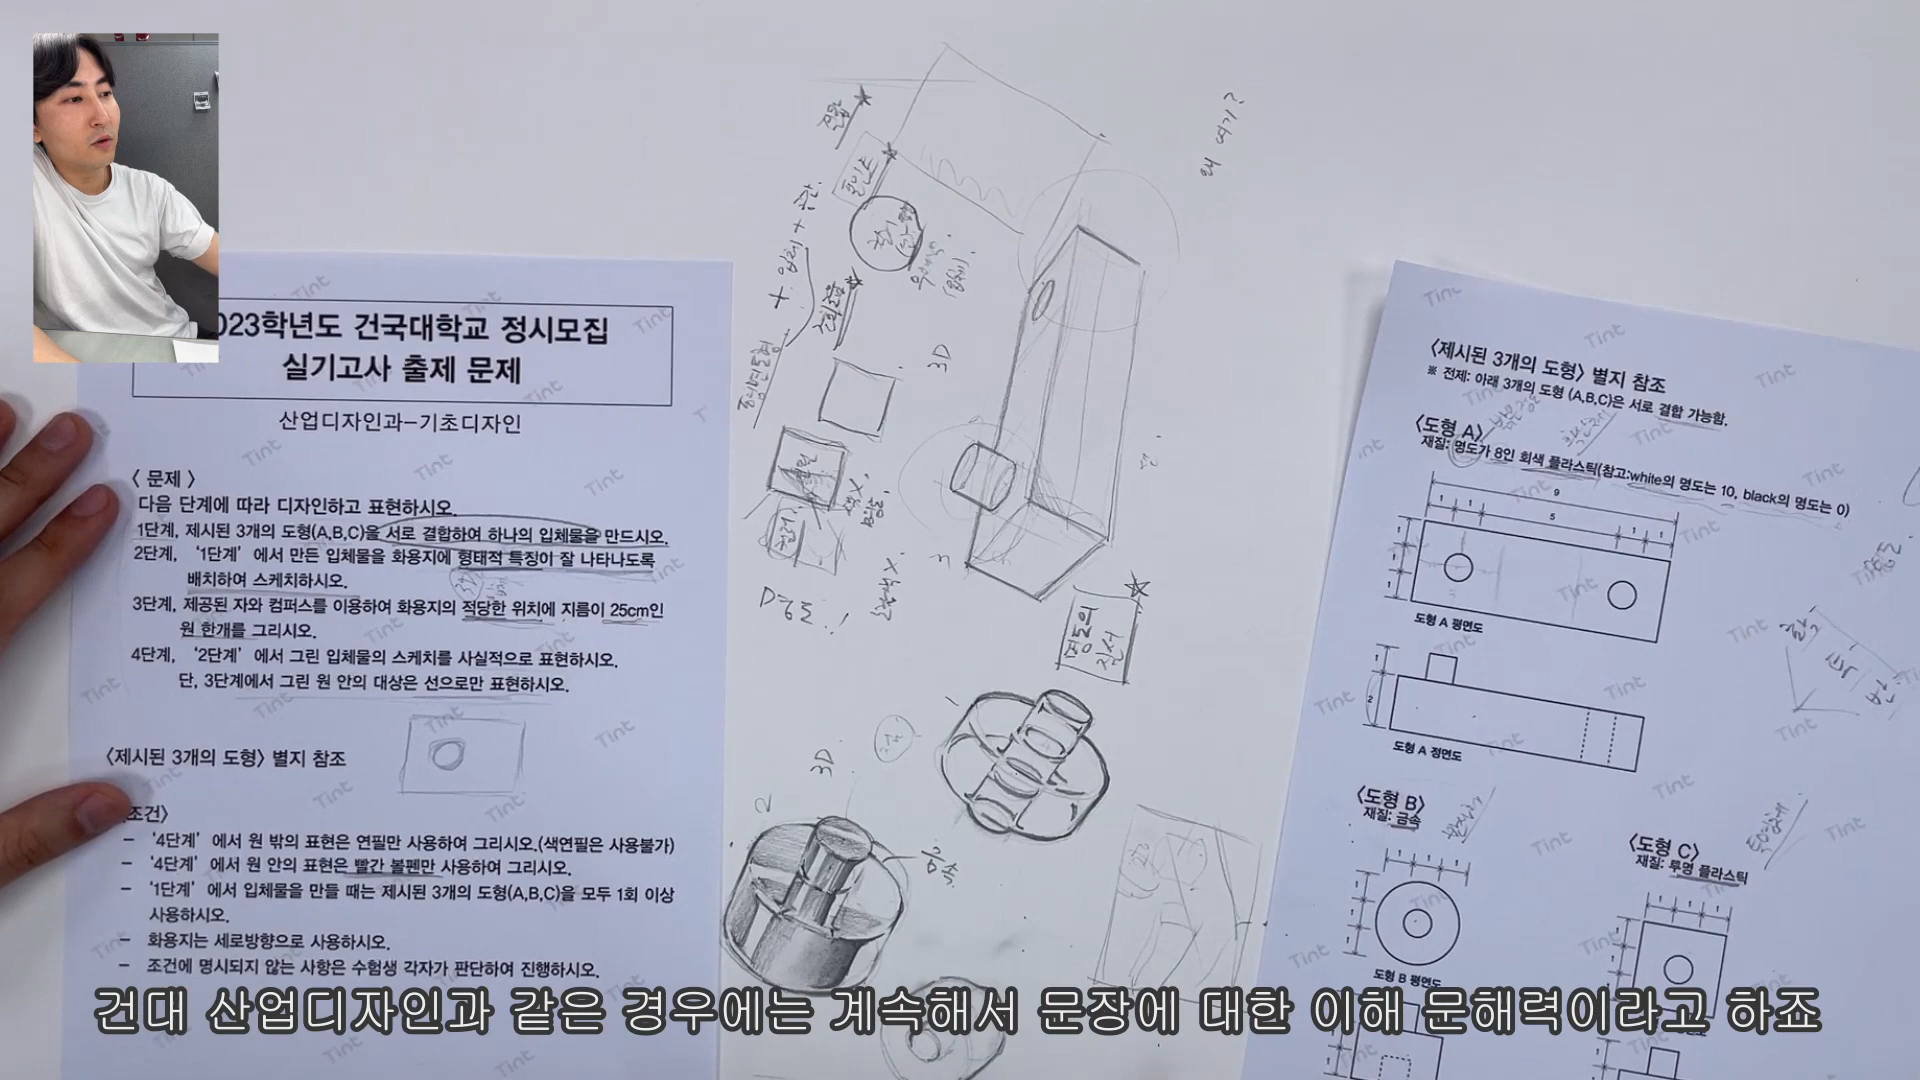 2023학년도 건국대학교 정시모집
실기고사 출제 문제
산업디자인과-기초디자인
< 문제 >
다음 단계에 따라 디자인하고 표현하시오.
1단계, 제시된 3개의 도형(A,B,C)을 서로 결합하여 하나의 입체물을 만드시오.
2단계, ‘1단계’에서 만든 입체물을 화용지에 형태적 특징이 잘 나타나도록
배치하여 스케치하시오.
3단계, 제공된 자와 컴퍼스를 이용하여 화용지의 적당한 위치에 지름이 25cm인
원 한개를 그리시오.
4단계, ‘2단계’에서 그린 입체물의 스케치를 사실적으로 표현하시오.
단, 3단계에서 그린 원 안의 대상은 선으로만 표현하시오.
<제시된 3개의 도형> 별지 참조
조건>
- ‘4단계’에서 원 밖의 표현은 연필만 사용하여 그리시오.(색연필은 사용불가)
- ‘4단계’에서 원 안의 표현은 빨간 볼펜만 사용하여 그리시오.
- ‘1단계’에서 입체물을 만들 때는 제시된 3개의 도형(A,B,C)을 모두 1회 이상
사용하시오.
- 화용지는 세로방향으로 사용하시오.
- 조건에 명시되지 않는 사항은 수험생 각자가 판단하여 진행하시오.
왜 여기?
3D
명도의
질서
3D
2
금속
<제시된 3개의 도형> 별지 참조
※ 전제: 아래 3개의 도형 (A,B,C)은 서로 결합 가능함.
<도형 A>
재질: 명도가 8인 회색 플라스틱(참고:white의 명도는 10, black의 명도는 0)
9
1 1 5 1 1
도형 A 평면도
1
2
도형 A 정면도
<도형 B>
재질: 금속
1 1 1
도형 B 평면도
<도형 C>
재질: 투명 플라스틱
1 1 1
Tint
건대 산업디자인과 같은 경우에는 계속해서 문장에 대한 이해 문해력이라고 하죠